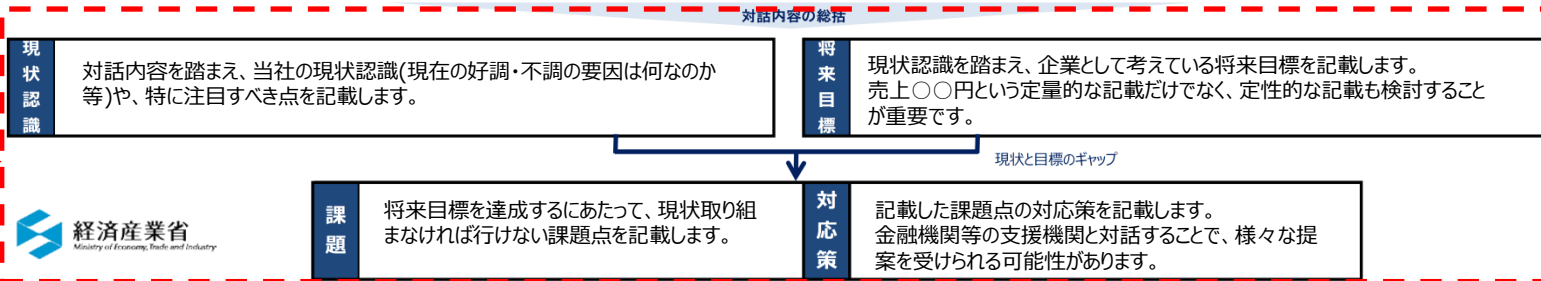 対話内容の総括
現状認識
対話内容を踏まえ、当社の現状認識(現在の好調・不調の要因は何なのか
等)や、特に注目すべき点を記載します。
将来目標
現状認識を踏まえ、企業として考えている将来目標を記載します。
売上○○円という定量的な記載だけでなく、定性的な記載も検討すること
が重要です。
現状と目標のギャップ
経済産業省
Ministry of Economy, Trade and Industry
課題
将来目標を達成するにあたって、現状取り組
まなければ行けない課題点を記載します。
対応策
記載した課題点の対応策を記載します。
金融機関等の支援機関と対話することで、様々な提
案を受けられる可能性があります。